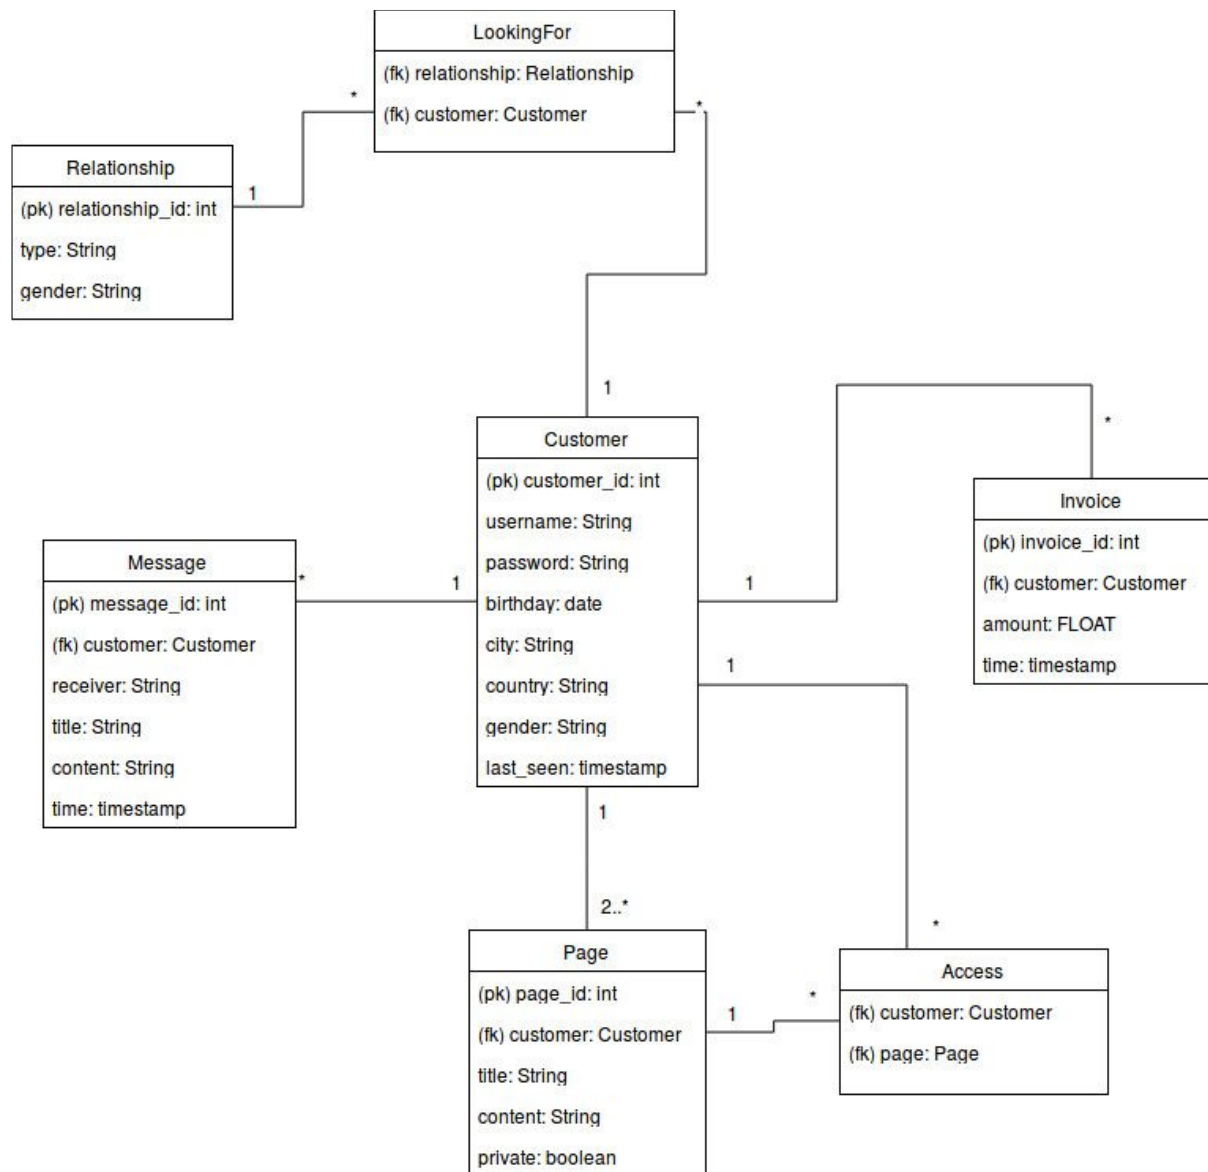 LookingFor
(fk) relationship: Relationship
(fk) customer: Customer
*
*
Relationship
(pk) relationship_id: int
type: String
gender: String
1
1
Customer
(pk) customer_id: int
username: String
password: String
birthday: date
city: String
country: String
gender: String
last_seen: timestamp
*
Invoice
(pk) invoice_id: int
(fk) customer: Customer
amount: FLOAT
time: timestamp
1
1
Message
(pk) message_id: int
(fk) customer: Customer
receiver: String
title: String
content: String
time: timestamp
*
1
1
2..*
Page
(pk) page_id: int
(fk) customer: Customer
title: String
content: String
private: boolean
1
*
*
Access
(fk) customer: Customer
(fk) page: Page